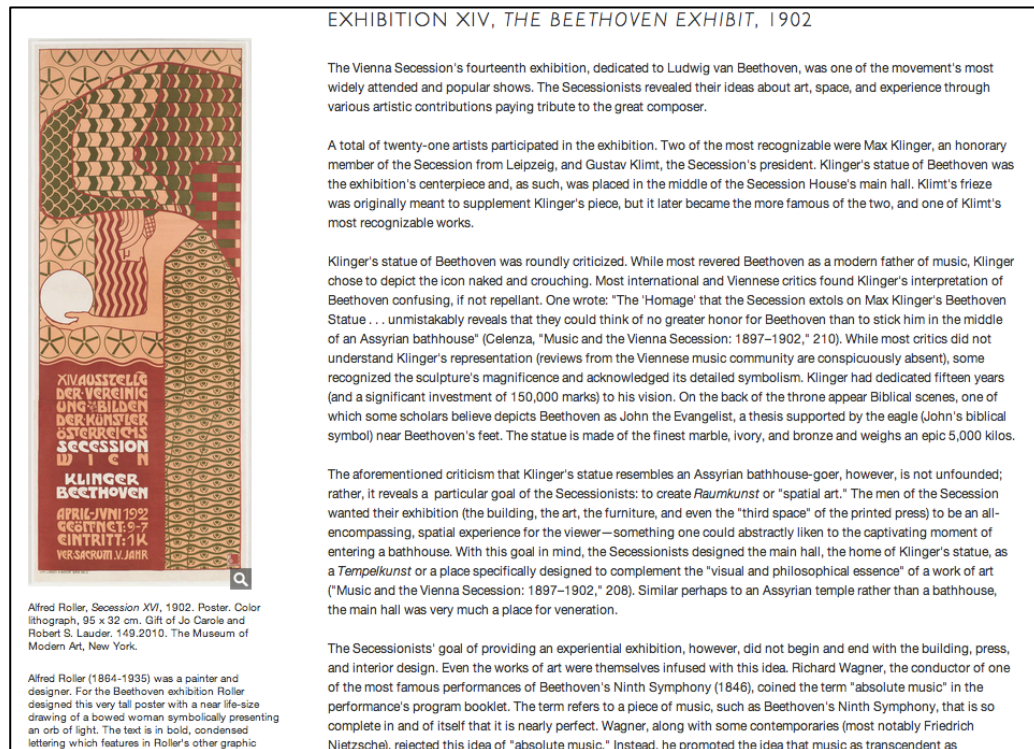 EXHIBITION XIV, THE BEETHOVEN EXHIBIT, 1902
The Vienna Secession's fourteenth exhibition, dedicated to Ludwig van Beethoven, was one of the movement's most
widely attended and popular shows. The Secessionists revealed their ideas about art, space, and experience through
various artistic contributions paying tribute to the great composer.
A total of twenty-one artists participated in the exhibition. Two of the most recognizable were Max Klinger, an honorary
member of the Secession from Leipzeig, and Gustav Klimt, the Secession's president. Klinger's statue of Beethoven was
the exhibition's centerpiece and, as such, was placed in the middle of the Secession House's main hall. Klimt's frieze
was originally meant to supplement Klinger's piece, but it later became the more famous of the two, and one of Klimt's
most recognizable works.
Klinger's statue of Beethoven was roundly criticized. While most revered Beethoven as a modern father of music, Klinger
chose to depict the icon naked and crouching. Most international and Viennese critics found Klinger's interpretation of
Beethoven confusing, if not repellant. One wrote: "The 'Homage' that the Secession extols on Max Klinger's Beethoven
Statue . . . unmistakably reveals that they could think of no greater honor for Beethoven than to stick him in the middle
of an Assyrian bathhouse" (Celenza, "Music and the Vienna Secession: 1897–1902," 210). While most critics did not
understand Klinger's representation (reviews from the Viennese music community are conspicuously absent), some
recognized the sculpture's magnificence and acknowledged its detailed symbolism. Klinger had dedicated fifteen years
(and a significant investment of 150,000 marks) to his vision. On the back of the throne appear Biblical scenes, one of
which some scholars believe depicts Beethoven as John the Evangelist, a thesis supported by the eagle (John's biblical
symbol) near Beethoven's feet. The statue is made of the finest marble, ivory, and bronze and weighs an epic 5,000 kilos.
The aforementioned criticism that Klinger's statue resembles an Assyrian bathhouse-goer, however, is not unfounded;
rather, it reveals a particular goal of the Secessionists: to create Raumkunst or "spatial art." The men of the Secession
wanted their exhibition (the building, the art, the furniture, and even the "third space" of the printed press) to be an all-
encompassing, spatial experience for the viewer—something one could abstractly liken to the captivating moment of
entering a bathhouse. With this goal in mind, the Secessionists designed the main hall, the home of Klinger's statue, as
a Tempelkunst or a place specifically designed to complement the "visual and philosophical essence" of a work of art
("Music and the Vienna Secession: 1897–1902," 208). Similar perhaps to an Assyrian temple rather than a bathhouse,
the main hall was very much a place for veneration.
The Secessionists' goal of providing an experiential exhibition, however, did not begin and end with the building, press,
and interior design. Even the works of art were themselves infused with this idea. Richard Wagner, the conductor of one
of the most famous performances of Beethoven's Ninth Symphony (1846), coined the term "absolute music" in the
performance's program booklet. The term refers to a piece of music, such as Beethoven's Ninth Symphony, that is so
complete in and of itself that it is nearly perfect. Wagner, along with some contemporaries (most notably Friedrich
Nietzsche), rejected this idea of "absolute music." Instead, he promoted the idea that music as transcendent as
XIV AUSSTELLG
DER·VEREINIG
UNG·BILDEN
DER KÜNSTLER
ÖSTERREICHS
SECESSION
WIEN
KLINGER
BEETHOVEN
APRIL-JVNI 1902
GEÖFFNET: 9-7
EINTRITT: 1K
VER SACRUM.V.JAHR
Alfred Roller, Secession XVI, 1902. Poster. Color
lithograph, 95 x 32 cm. Gift of Jo Carole and
Robert S. Lauder. 149.2010. The Museum of
Modern Art, New York.
Alfred Roller (1864-1935) was a painter and
designer. For the Beethoven exhibition Roller
designed this very tall poster with a near life-size
drawing of a bowed woman symbolically presenting
an orb of light. The text is in bold, condensed
lettering which features in Roller's other graphic